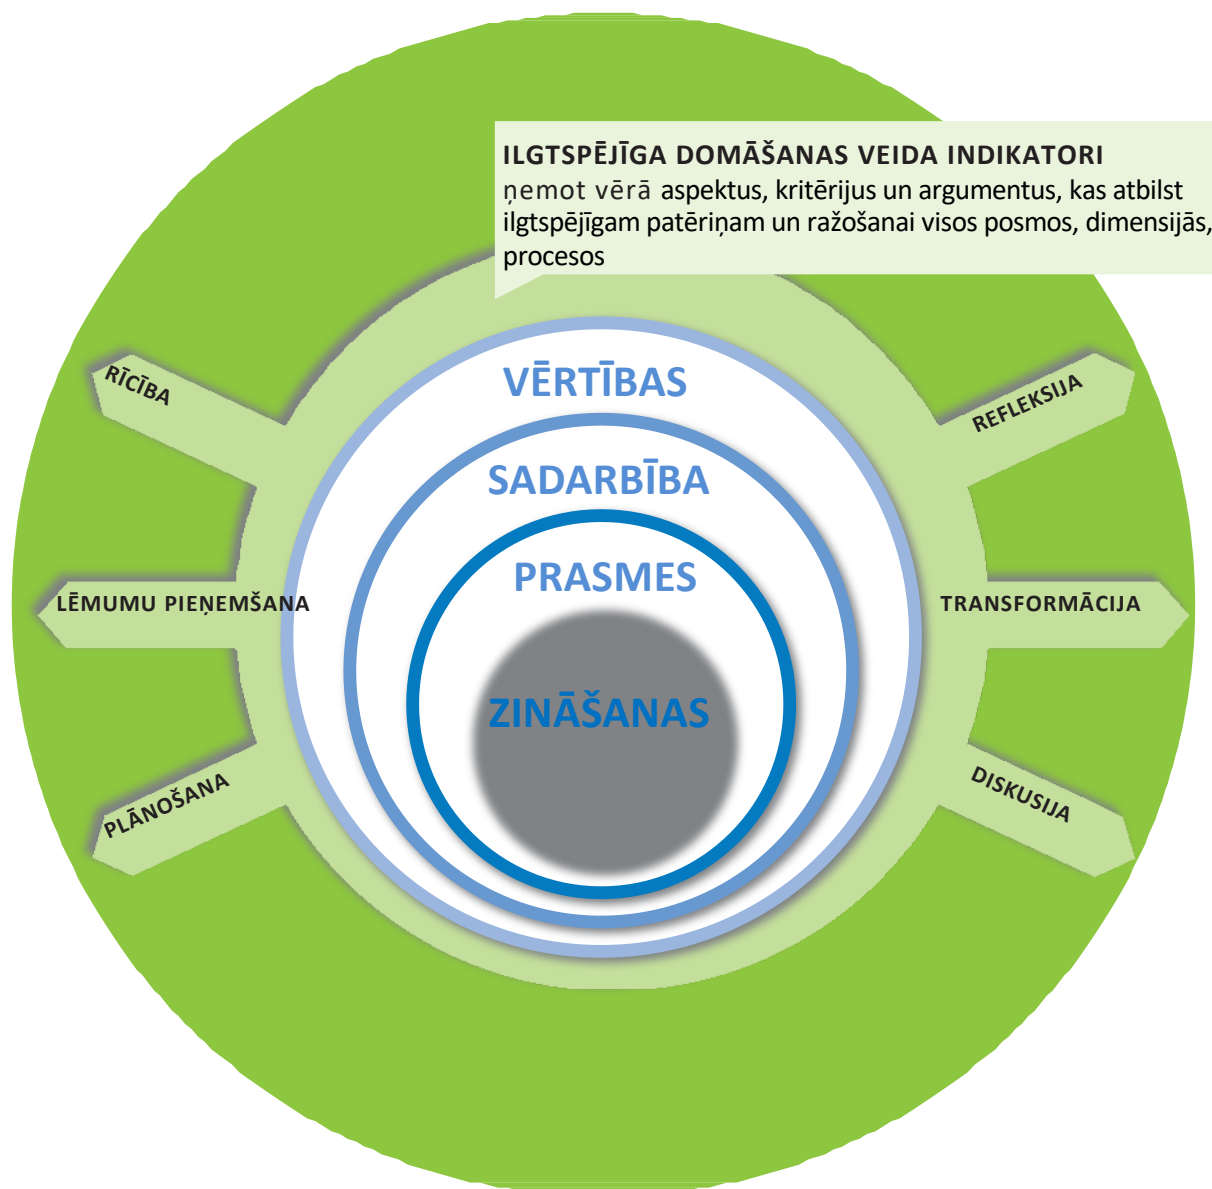 ILGTSPĒJĪGA DOMĀŠANAS VEIDA INDIKATORI
ņemot vērā aspektus, kritērijus un argumentus, kas atbilst
ilgtspējīgam patēriņam un ražošanai visos posmos, dimensijās,
procesos
VĒRTĪBAS
RĪCĪBA
REFLEKSIJA
SADARBĪBA
PRASMES
LĒMUMU PIEŅEMŠANA
TRANSFORMĀCIJA
ZINĀŠANAS
PLĀNOŠANA
DISKUSIJA